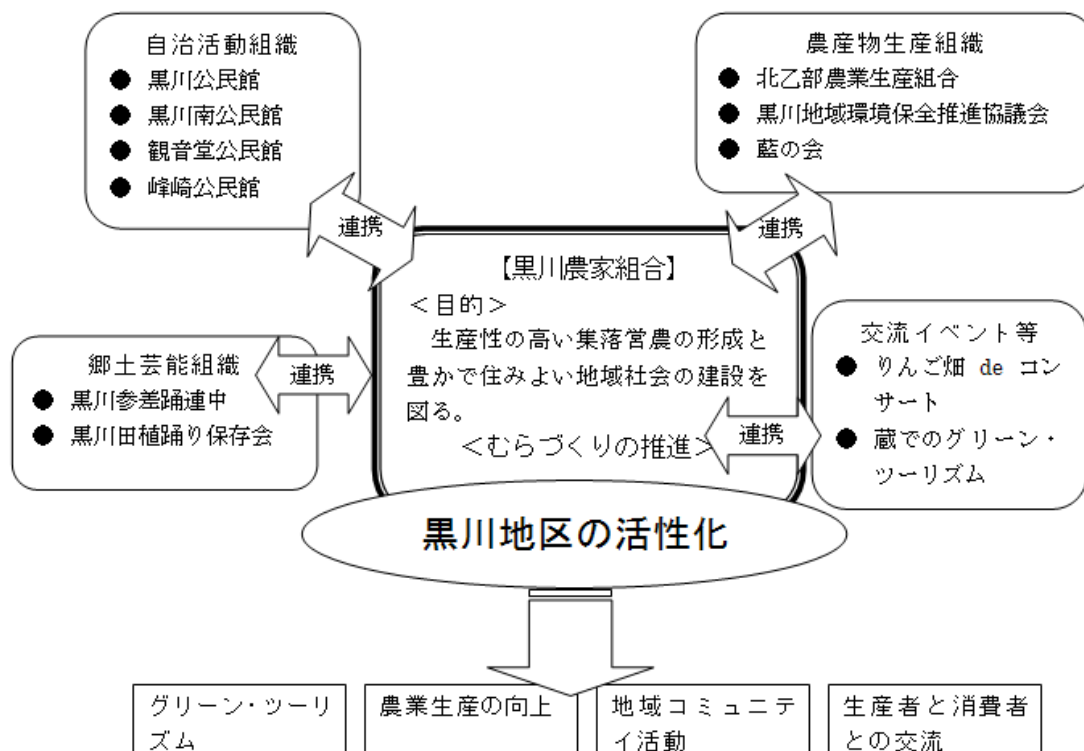 自治活動組織
● 黒川公民館
● 黒川南公民館
● 観音堂公民館
● 峰崎公民館
農産物生産組織
● 北乙部農業生産組合
● 黒川地域環境保全推進協議会
● 藍の会
連携
連携
【黒川農家組合】
＜目的＞
生産性の高い集落営農の形成と
豊かで住みよい地域社会の建設を
図る。
＜むらづくりの推進＞
郷土芸能組織
● 黒川参差踊連中
● 黒川田植踊り保存会
連携
交流イベント等
● りんご畑 de コン
サート
● 蔵でのグリーン・
ツーリズム
連携
黒川地区の活性化
グリーン・ツーリ
ズム
農業生産の向上
地域コミュニテ
イ活動
生産者と消費者
との交流